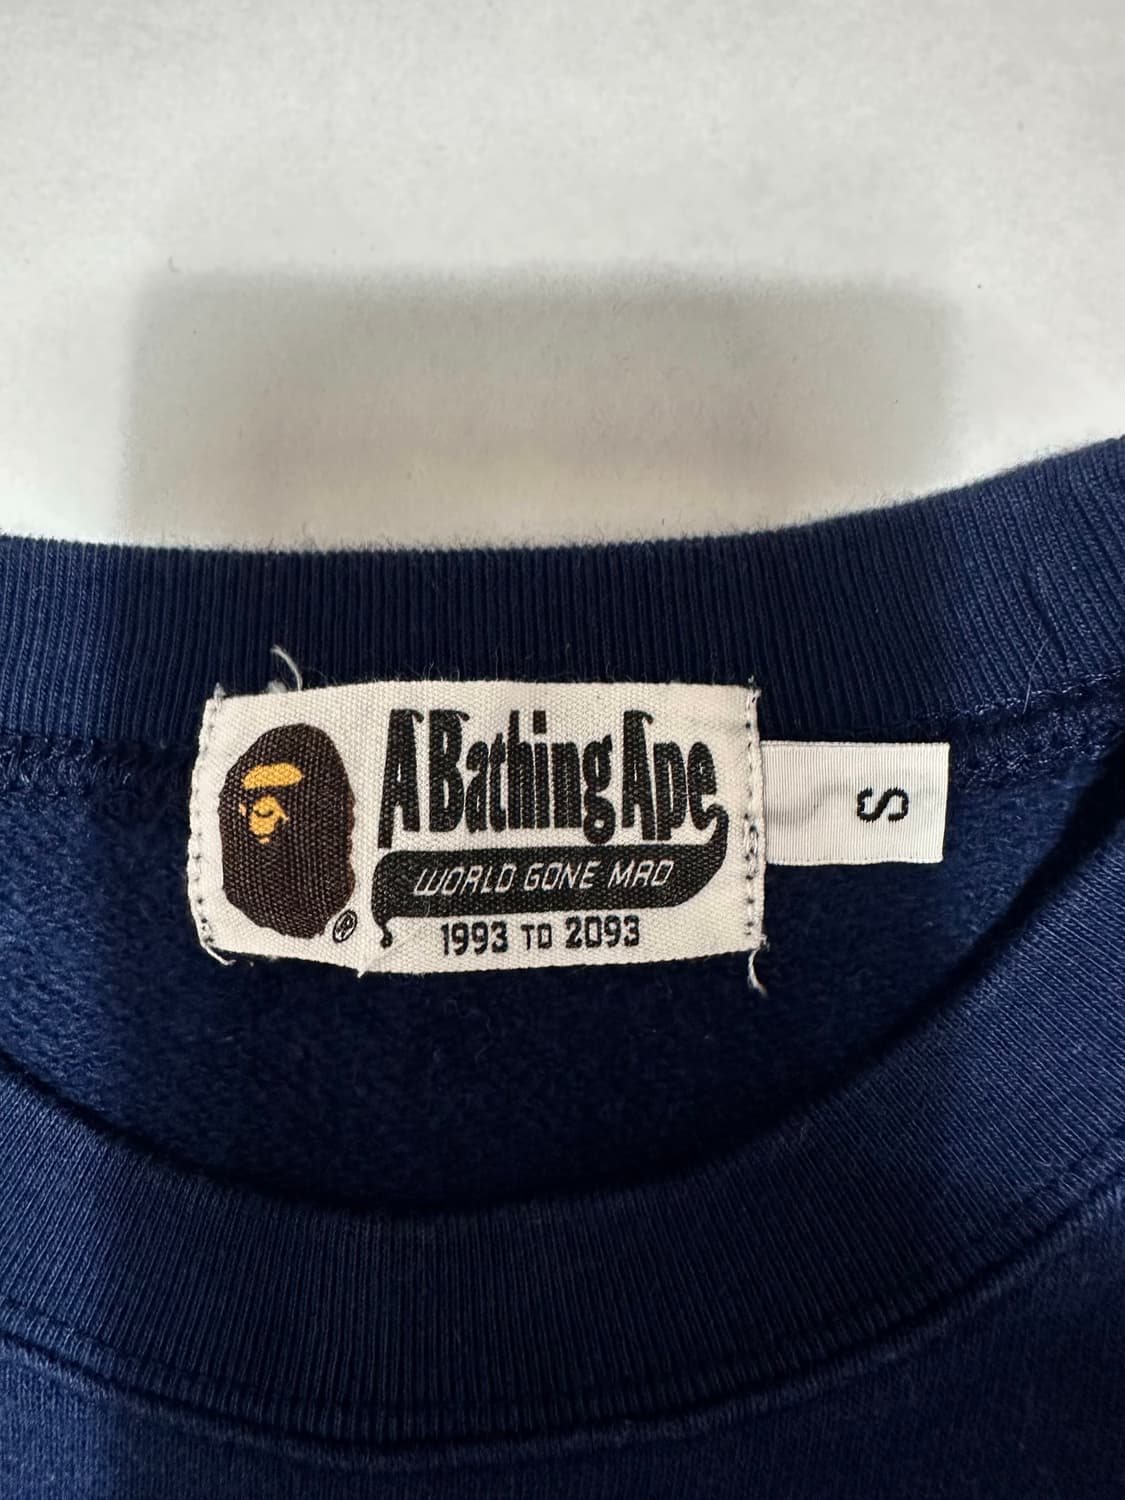 A Bathing Ape
WORLD GONE MAD
1993 TO 2093
S